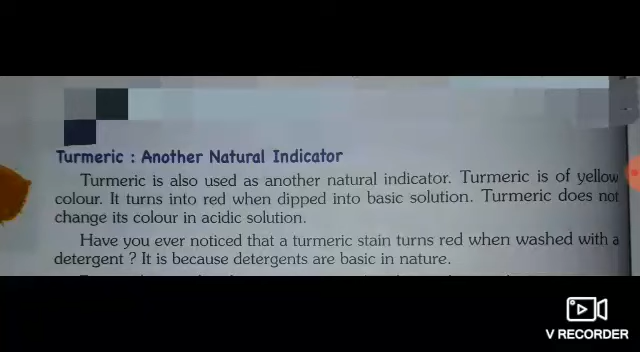 Turmeric : Another Natural Indicator
Turmeric is also used as another natural indicator. Turmeric is of yellow
colour. It turns into red when dipped into basic solution. Turmeric does not
change its colour in acidic solution.
Have you ever noticed that a turmeric stain turns red when washed with a
detergent ? It is because detergents are basic in nature.
V RECORDER